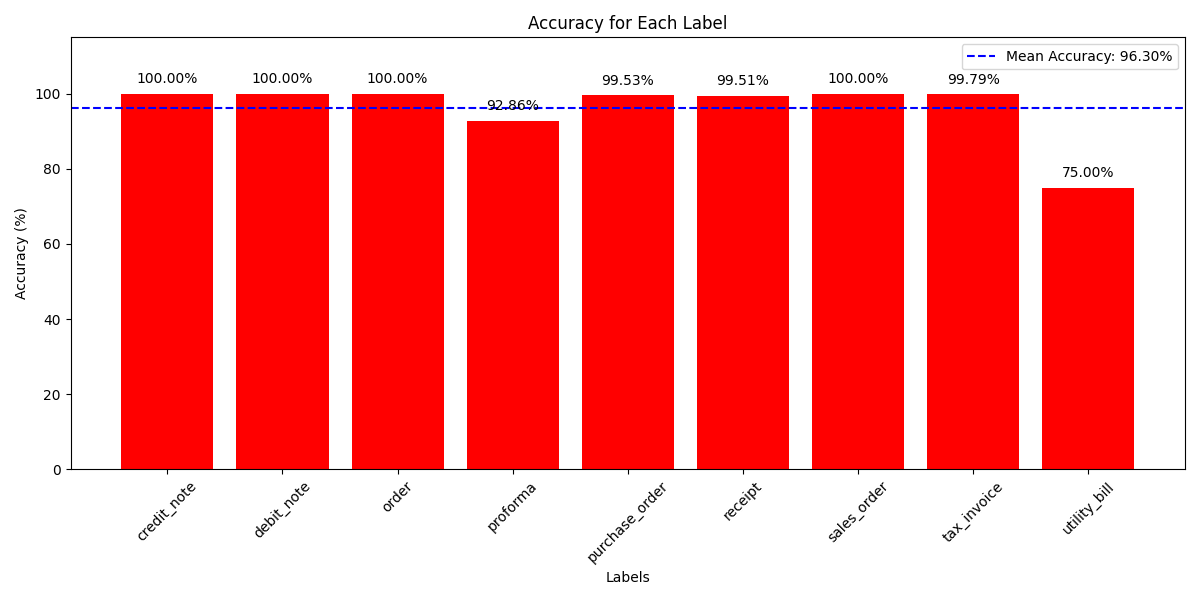 Accuracy for Each Label
Mean Accuracy: 96.30%
100.00%
100.00%
100.00%
92.86%
99.53%
99.51%
100.00%
99.79%
75.00%
Accuracy (%)
100
80
60
40
20
0
credit_note
debit_note
order
proforma
purchase_order
receipt
sales_order
tax_invoice
utility_bill
Labels